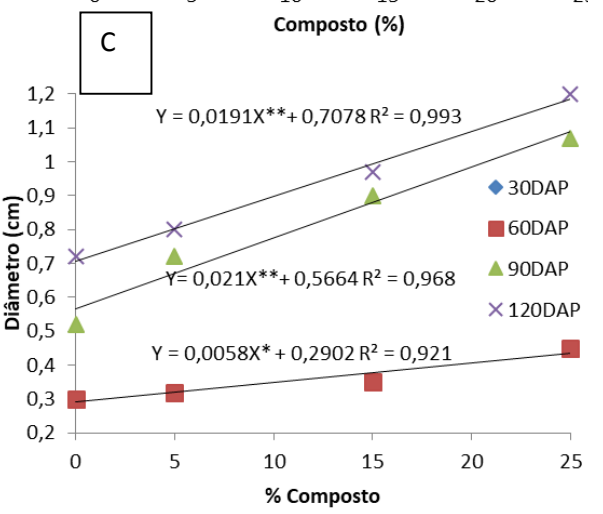 Composto (%)
C
1,2
1,1
1
0,9
0,8
0,7
0,6
0,5
0,4
0,3
0,2
Diâmetro (cm)
Y = 0,0191X**+ 0,7078 R² = 0,993
Y= 0,021X**+ 0,5664 R² = 0,968
Y = 0,0058X* + 0,2902 R² = 0,921
30DAP
60DAP
90DAP
120DAP
0 5 10 15 20 25
% Composto